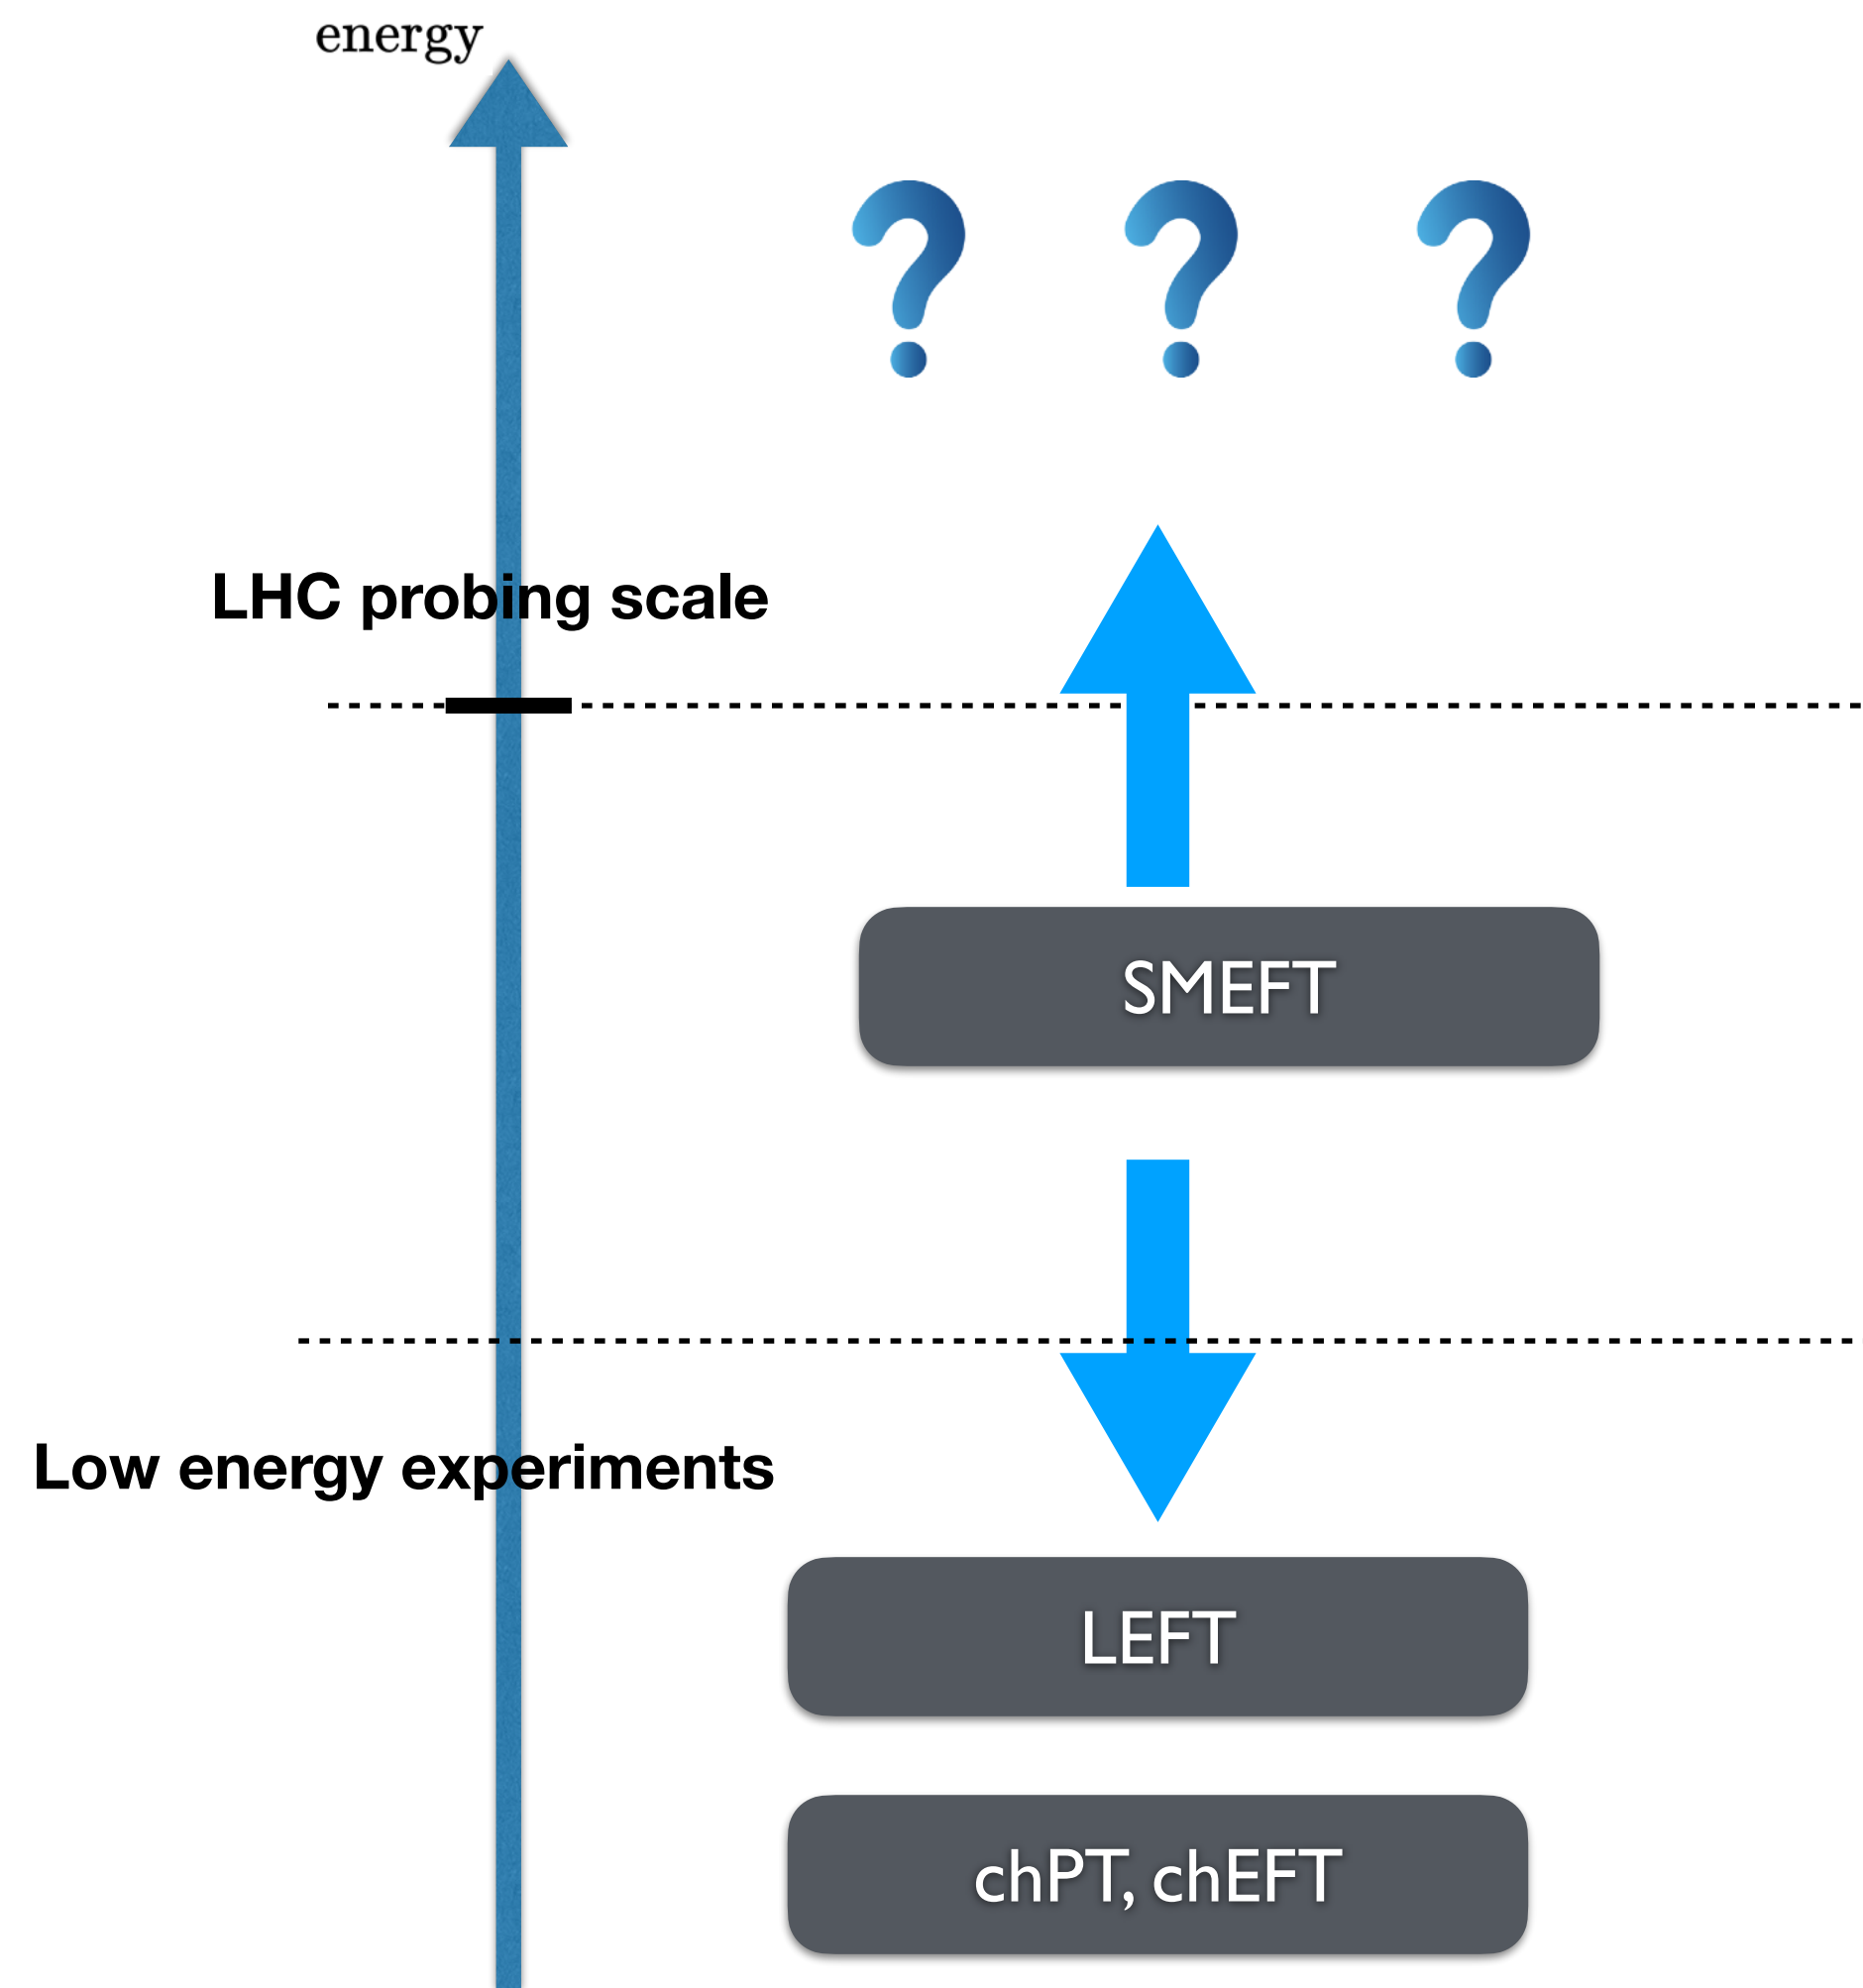 energy
? ? ?
LHC probing scale
SMEFT
Low energy experiments
LEFT
chPT, chEFT